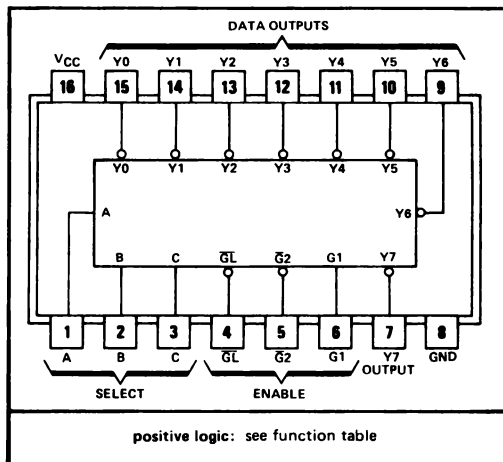 DATA OUTPUTS
VCC Y0 Y1 Y2 Y3 Y4 Y5 Y6
16 15 14 13 12 11 10 9
Y0 Y1 Y2 Y3 Y4 Y5
A Y6
B C GL G2 G1 Y7
1 2 3 4 5 6 7 8
A B C GL G2 G1 Y7 GND
OUTPUT
SELECT ENABLE
positive logic: see function table